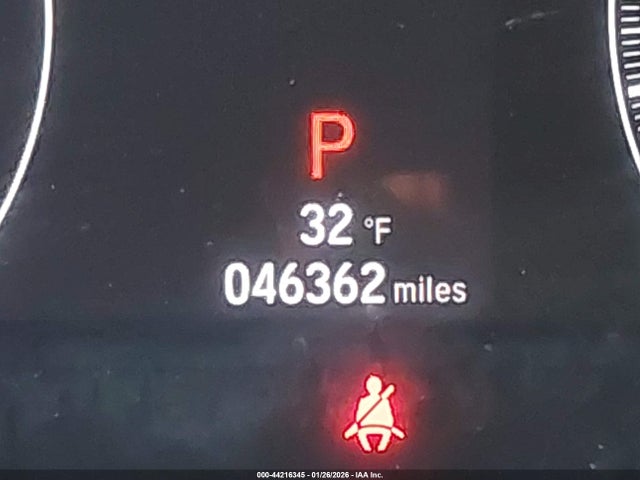 P
32 °F
046362 miles
000-44216345 - 01/26/2026 - IAA Inc.